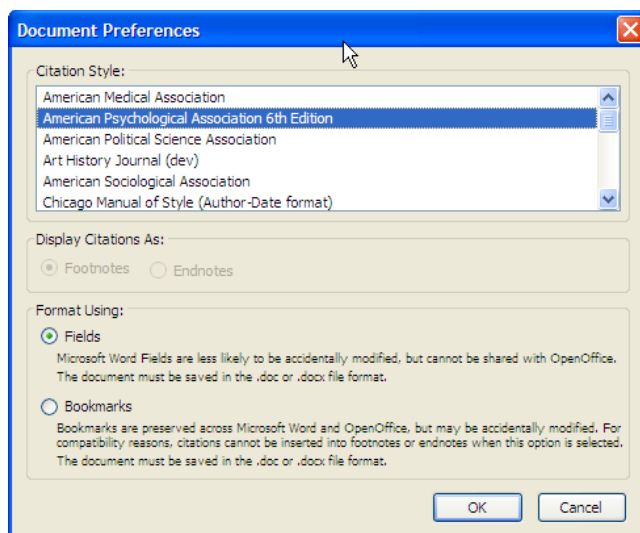 Document Preferences
Citation Style:
American Medical Association
American Psychological Association 6th Edition
American Political Science Association
Art History Journal (dev)
American Sociological Association
Chicago Manual of Style (Author-Date format)
Display Citations As:
Footnotes Endnotes
Format Using:
Fields
Microsoft Word Fields are less likely to be accidentally modified, but cannot be shared with OpenOffice.
The document must be saved in the .doc or .docx file format.
Bookmarks
Bookmarks are preserved across Microsoft Word and OpenOffice, but may be accidentally modified. For
compatibility reasons, citations cannot be inserted into footnotes or endnotes when this option is selected.
The document must be saved in the .doc or .docx file format.
OK Cancel